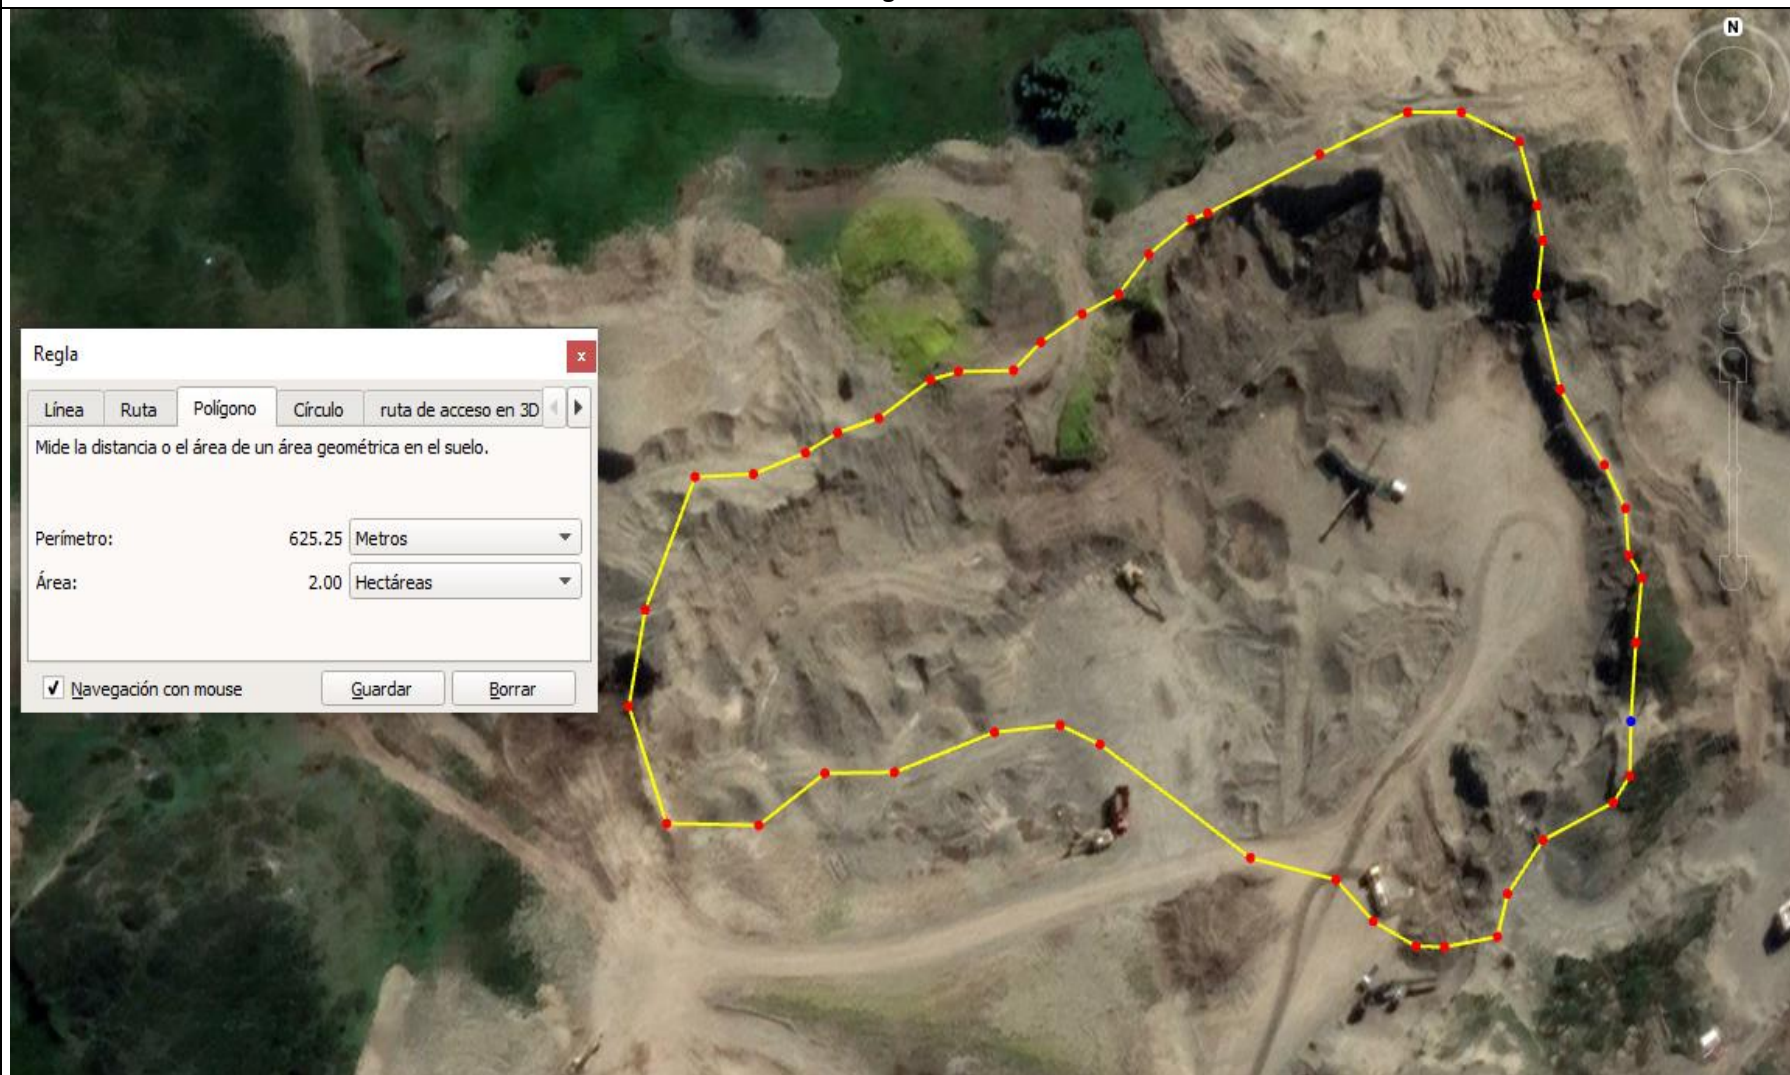 N
Regla
x
Línea Ruta Polígono Círculo ruta de acceso en 3D
Mide la distancia o el área de un área geométrica en el suelo.
Perímetro: 625.25 Metros
Área: 2.00 Hectáreas
Navegación con mouse Guardar Borrar